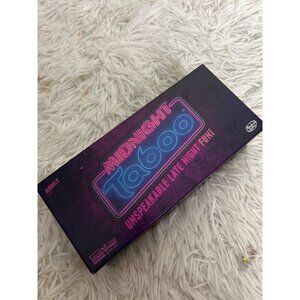 ADULT
MIDNIGHT
Taboo
UNSPEAKABLE LATE NIGHT FUN!